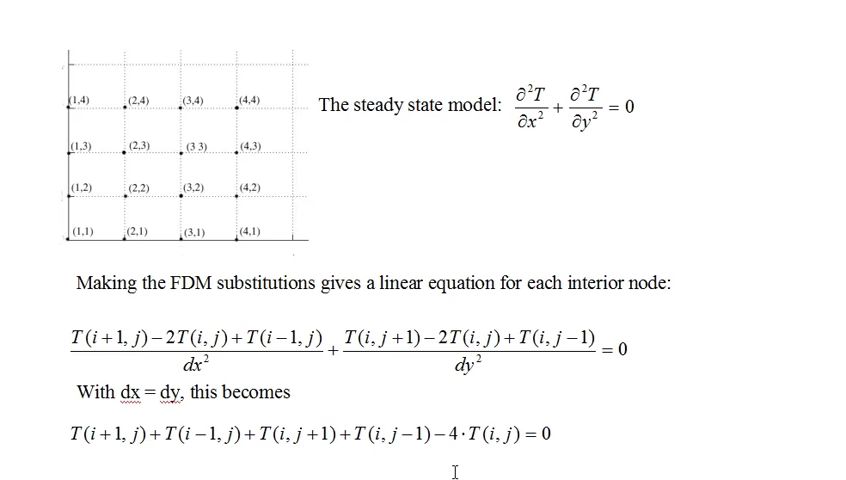 (1,4) (2,4) (3,4) (4,4)
The steady state model: ∂²T/∂x² + ∂²T/∂y² = 0
(1,3) (2,3) (3 3) (4,3)
(1,2) (2,2) (3,2) (4,2)
(1,1) (2,1) (3,1) (4,1)
Making the FDM substitutions gives a linear equation for each interior node:
(T(i+1, j)−2T(i, j)+T(i−1, j))/dx² + (T(i, j+1)−2T(i, j)+T(i, j−1))/dy² = 0
With dx = dy, this becomes
T(i+1, j)+T(i−1, j)+T(i, j+1)+T(i, j−1)−4·T(i, j) = 0